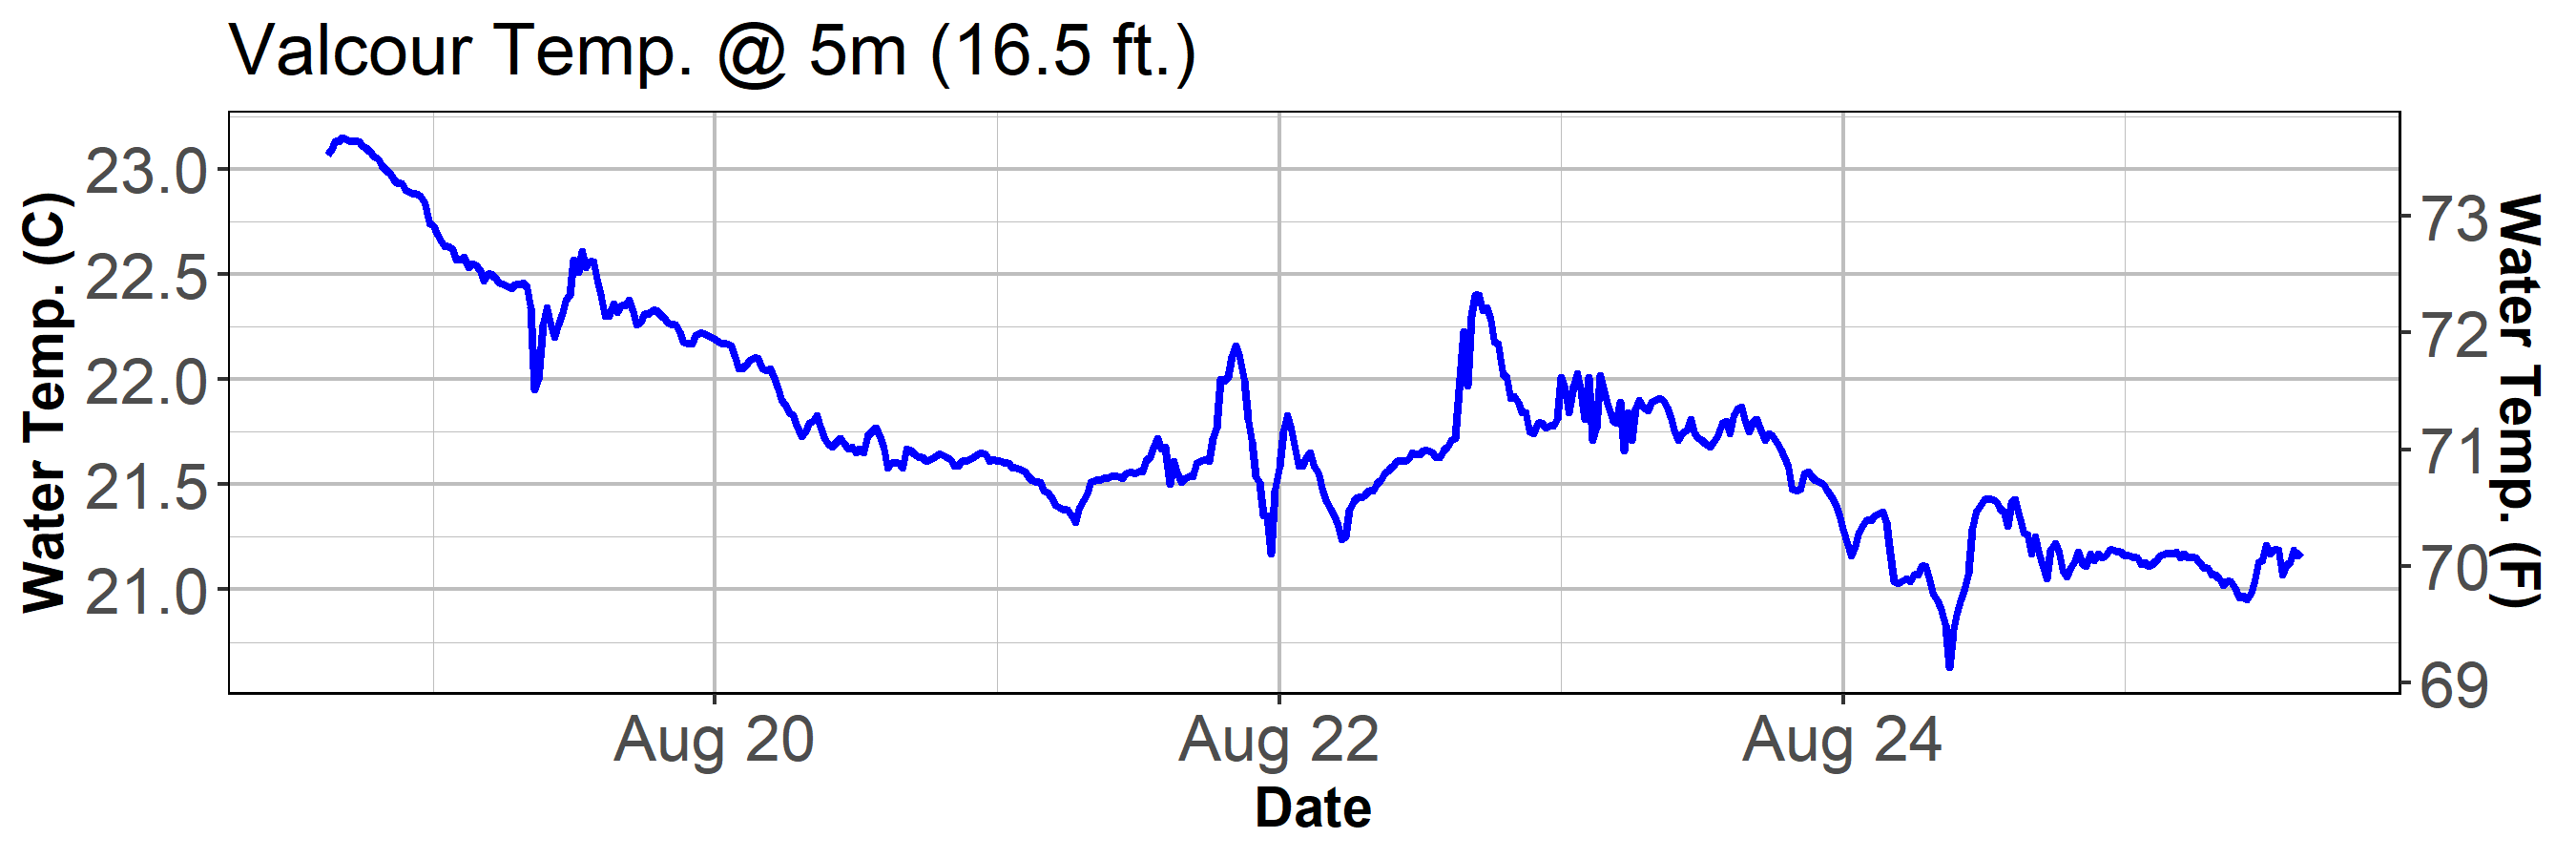 Valcour Temp. @ 5m (16.5 ft.)
Water Temp. (C)
23.0
22.5
22.0
21.5
21.0
73
72
71
70
69
Water Temp. (F)
Aug 20 Aug 22 Aug 24
Date